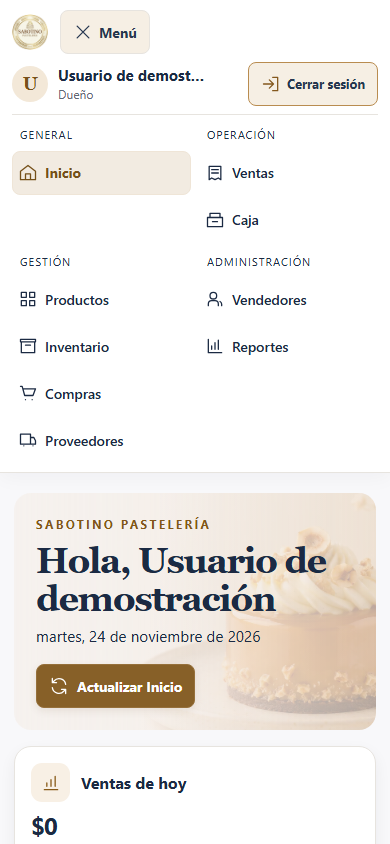 SABOTINO
Menú
U
Usuario de demost...
Dueño
Cerrar sesión
GENERAL
Inicio
OPERACIÓN
Ventas
Caja
GESTIÓN
Productos
Inventario
Compras
Proveedores
ADMINISTRACIÓN
Vendedores
Reportes
SABOTINO PASTELERÍA
Hola, Usuario de
demostración
martes, 24 de noviembre de 2026
Actualizar Inicio
Ventas de hoy
$0